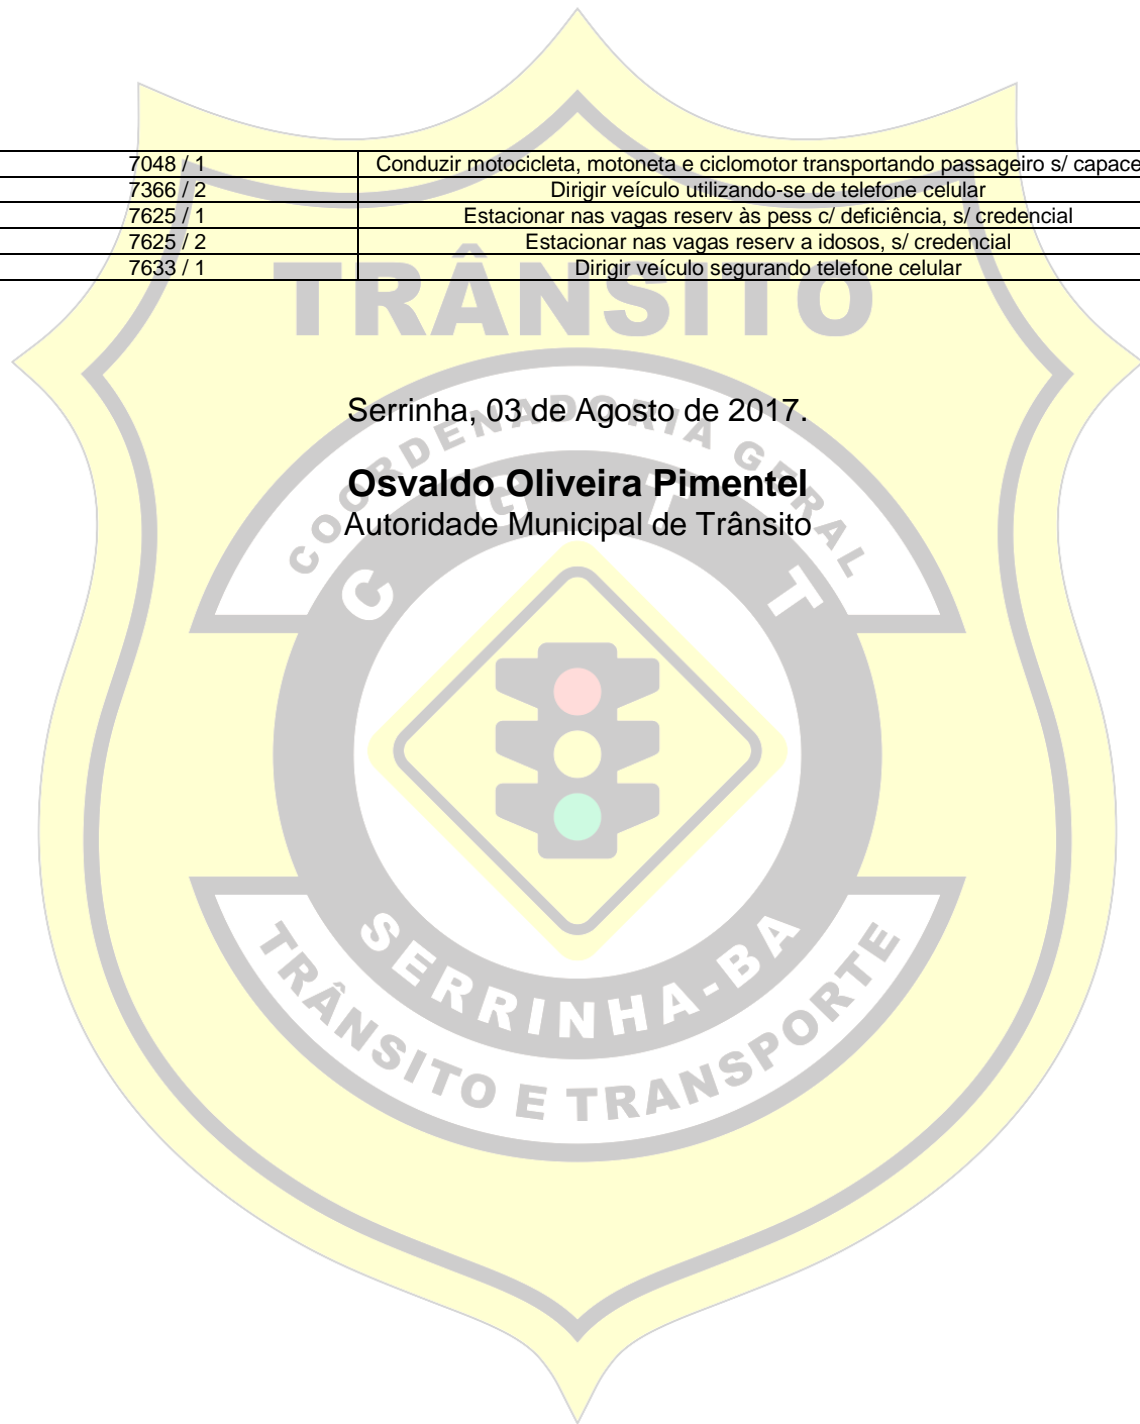 7048 / 1 Conduzir motocicleta, motoneta e ciclomotor transportando passageiro s/ capace
7366 / 2 Dirigir veículo utilizando-se de telefone celular
7625 / 1 Estacionar nas vagas reserv às pess c/ deficiência, s/ credencial
7625 / 2 Estacionar nas vagas reserv a idosos, s/ credencial
7633 / 1 Dirigir veículo segurando telefone celular
TRÂNSITO
Serrinha, 03 de Agosto de 2017.
COORDENADORIA GERAL
Osvaldo Oliveira Pimentel
Autoridade Municipal de Trânsito
CGTT
SERRINHA-BA
TRÂNSITO E TRANSPORTE